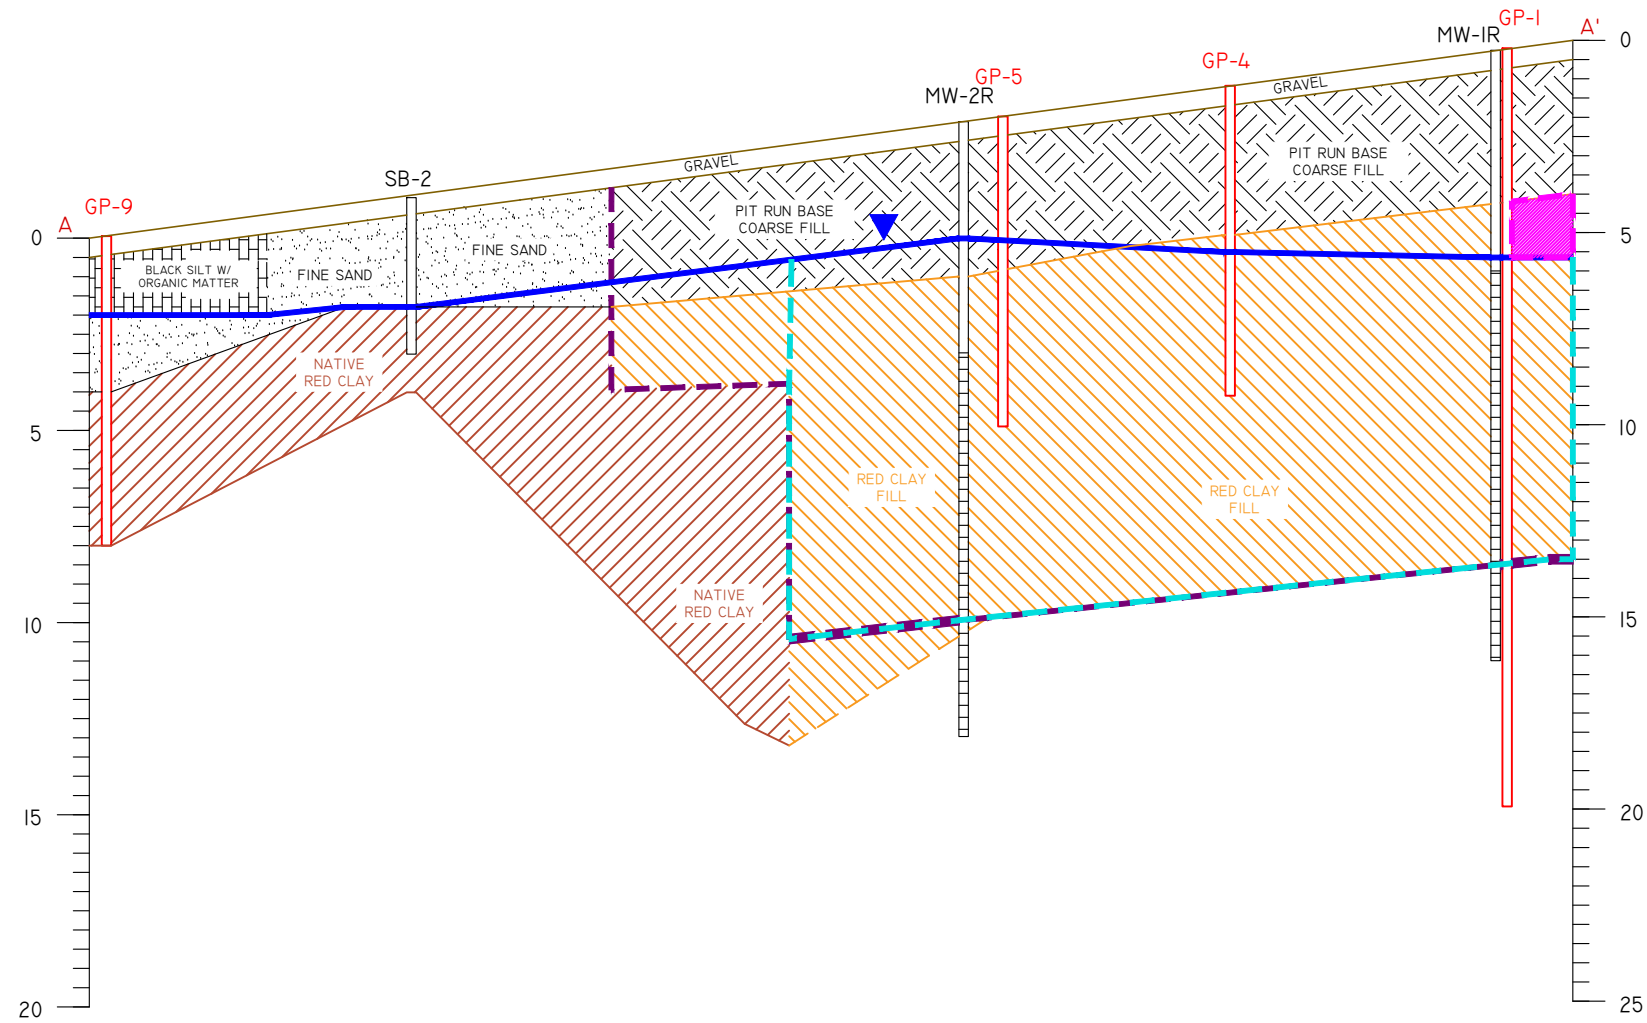 GP-1
A'
MW-1R
0
GP-4
GP-5
MW-2R
GRAVEL
PIT RUN BASE
COARSE FILL
GRAVEL
SB-2
GP-9
A
PIT RUN BASE
COARSE FILL
0
5
FINE SAND
FINE SAND
BLACK SILT W/
ORGANIC MATTER
NATIVE
RED CLAY
5
10
RED CLAY
FILL
RED CLAY
FILL
NATIVE
RED CLAY
10
15
15
20
20
25